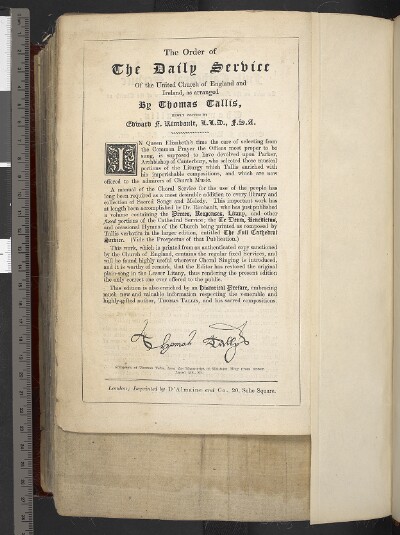 The Order of
The Daily Service
Of the United Church of England and
Ireland, as arranged
By Thomas Tallis,
Edward F. Rimbault, L.L.D., F.S.A.
IN Queen Elizabeth's time the care of selecting from
the Common Prayer the Offices most proper to be
sung, is supposed to have devolved upon Parker,
Archbishop of Canterbury, who selected those musical
portions of the Liturgy which Tallis enriched with
his imperishable compositions, and which are now
offered to the admirers of Church Music.
A manual of the Choral Service for the use of the people has
long been required as a most desirable addition to every library and
collection of Sacred Songs and Melody. This important work has
at length been accomplished by Dr. Rimbault, who has just published
a volume containing the Preces, Responses, Litany, and other
fixed portions of the Cathedral Service; the Te Deum, Benedictus,
and occasional Hymns of the Church being printed as composed by
Tallis verbatim in the larger edition, entitled The Full Cathedral
Service. (Vide the Prospectus of that Publication.)
This work, which is printed from an authenticated copy sanctioned
by the Church of England, contains the regular fixed Services, and
will be found highly useful wherever Choral Singing is introduced,
and it is worthy of remark, that the Editor has restored the original
plain-song in the Lesser Litany, thus rendering the present edition
the only correct one ever offered to the public.
This edition is also enriched by an Historical Preface, embracing
much new and valuable information respecting the venerable and
highly-gifted author, Thomas Tallis, and his sacred compositions.
Thomas Tallys
London; Imprinted by D'Almaine and Co., 20, Soho Square.